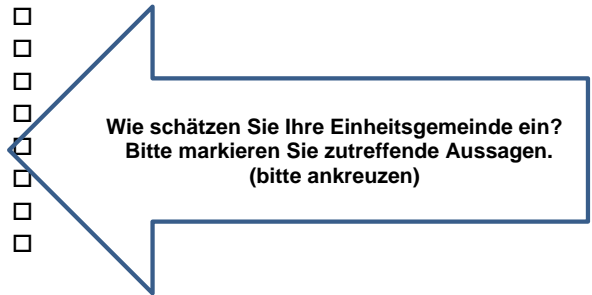 Wie schätzen Sie Ihre Einheitsgemeinde ein?
Bitte markieren Sie zutreffende Aussagen.
(bitte ankreuzen)